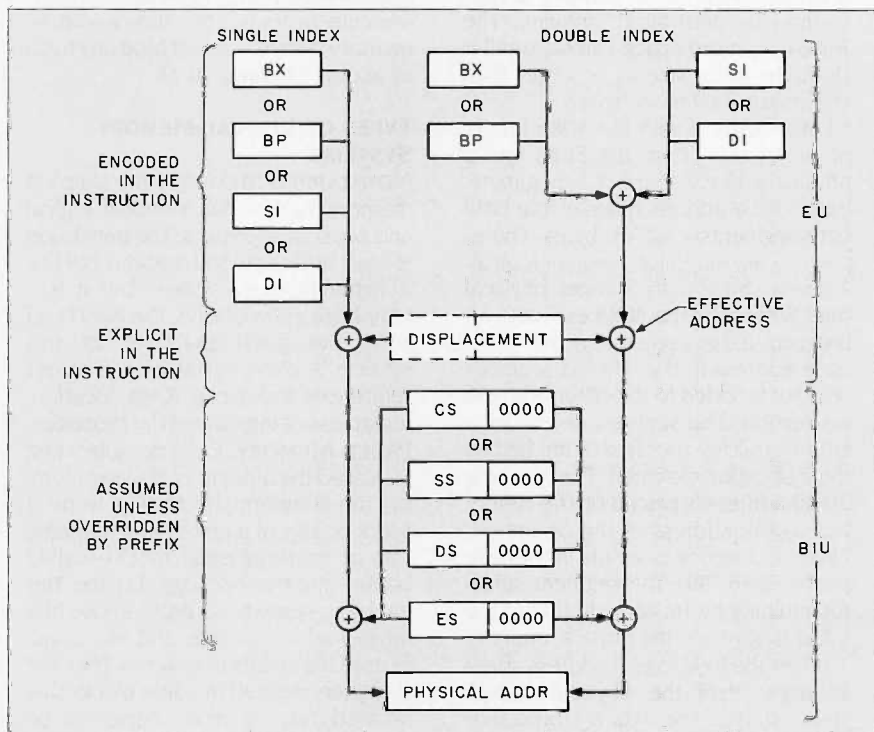 SINGLE INDEX
DOUBLE INDEX
BX
BX
SI
OR
OR
OR
BP
BP
DI
ENCODED
IN THE
INSTRUCTION
OR
SI
OR
DI
EU
EFFECTIVE
ADDRESS
EXPLICIT
IN THE
INSTRUCTION
DISPLACEMENT
CS 0000
OR
SS 0000
ASSUMED
UNLESS
OVERRIDDEN
BY PREFIX
OR
DS 0000
BIU
OR
ES 0000
PHYSICAL ADDR